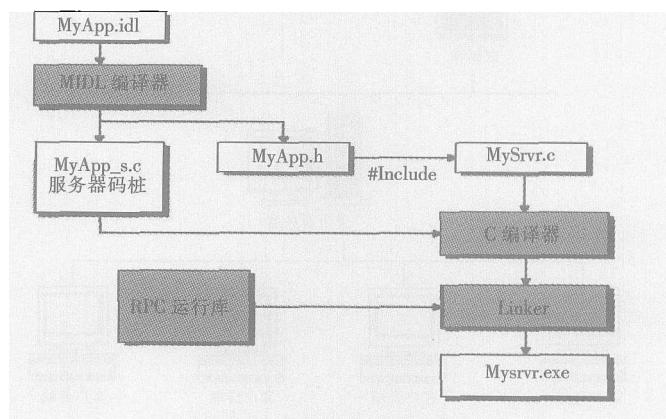 MyApp.idl
MIDL 编译器
MyApp_s.c
服务器码桩
MyApp.h
#Include
MySrvr.c
C 编译器
RPC 运行库
Linker
Mysrvr.exe